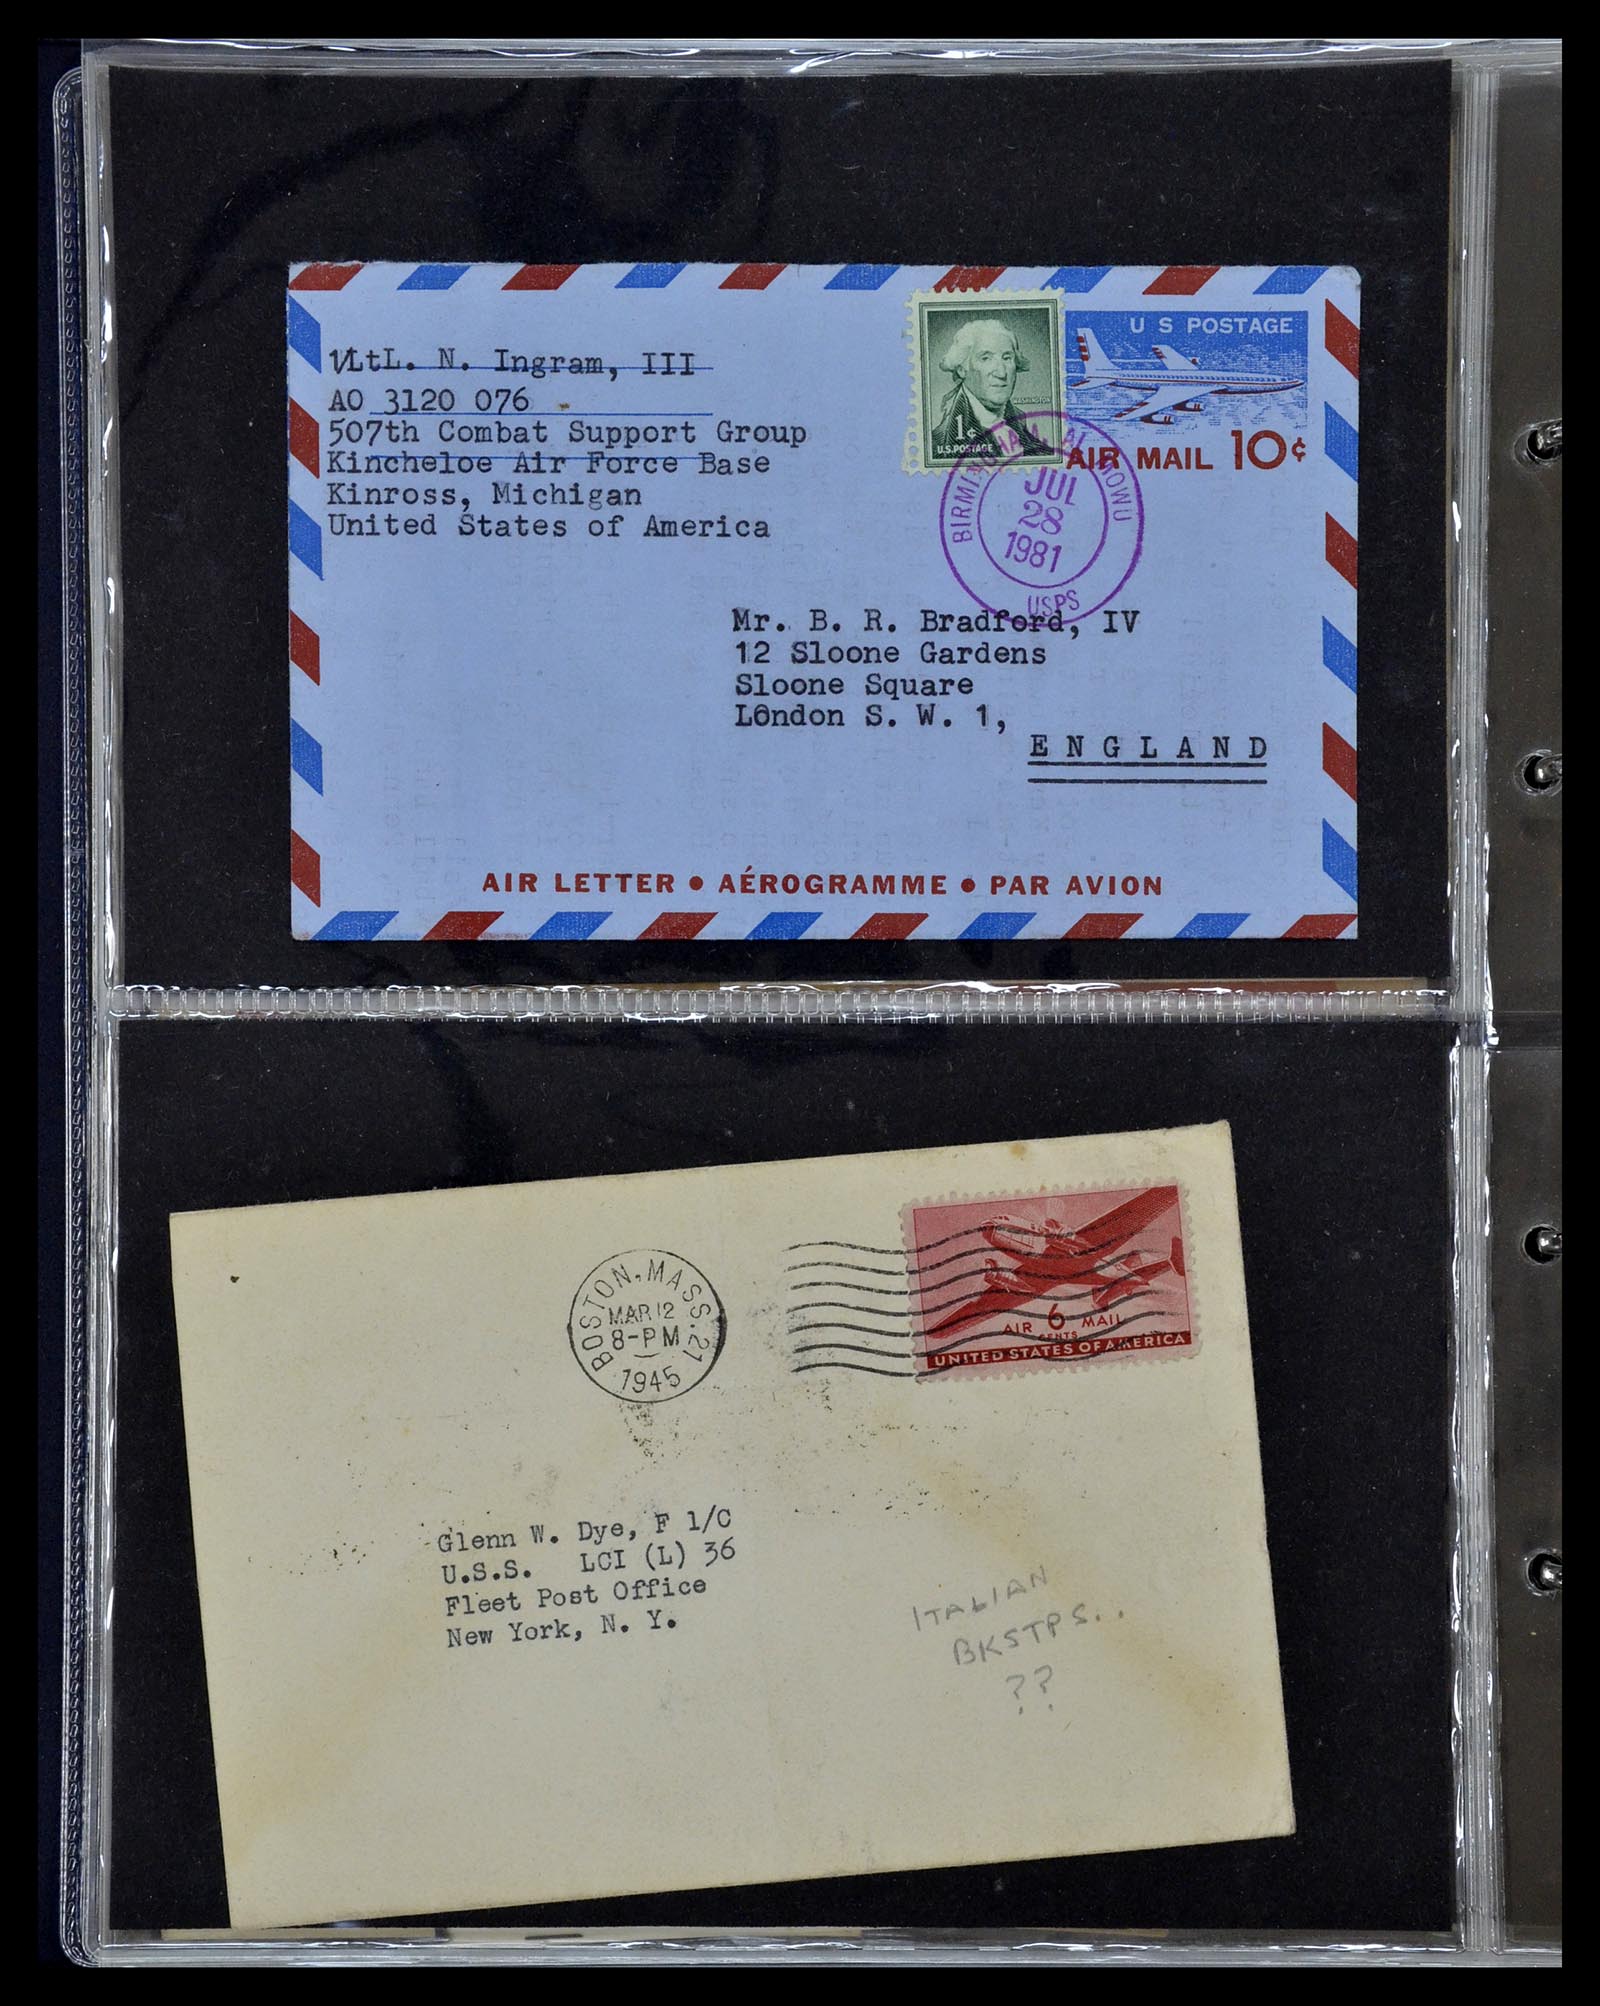 1/LtL. N. Ingram, III
AO 3120 076
507th Combat Support Group
Kincheloe Air Force Base
Kinross, Michigan
United States of America
1¢
WASHINGTON
U.S. POSTAGE
U S POSTAGE
AIR MAIL 10¢
BIRMINGHAM, AL
JUL
28
1981
USPS
Mr. B. R. Bradford, IV
12 Sloone Gardens
Sloone Square
London S. W. 1,
ENGLAND
AIR LETTER • AÉROGRAMME • PAR AVION
BOSTON, MASS. 21
MAR 12
8-PM
1945
AIR 6 MAIL
CENTS
UNITED STATES OF AMERICA
Glenn W. Dye, F 1/C
U.S.S. LCI (L) 36
Fleet Post Office
New York, N. Y.
ITALIAN
BKSTPS..
??